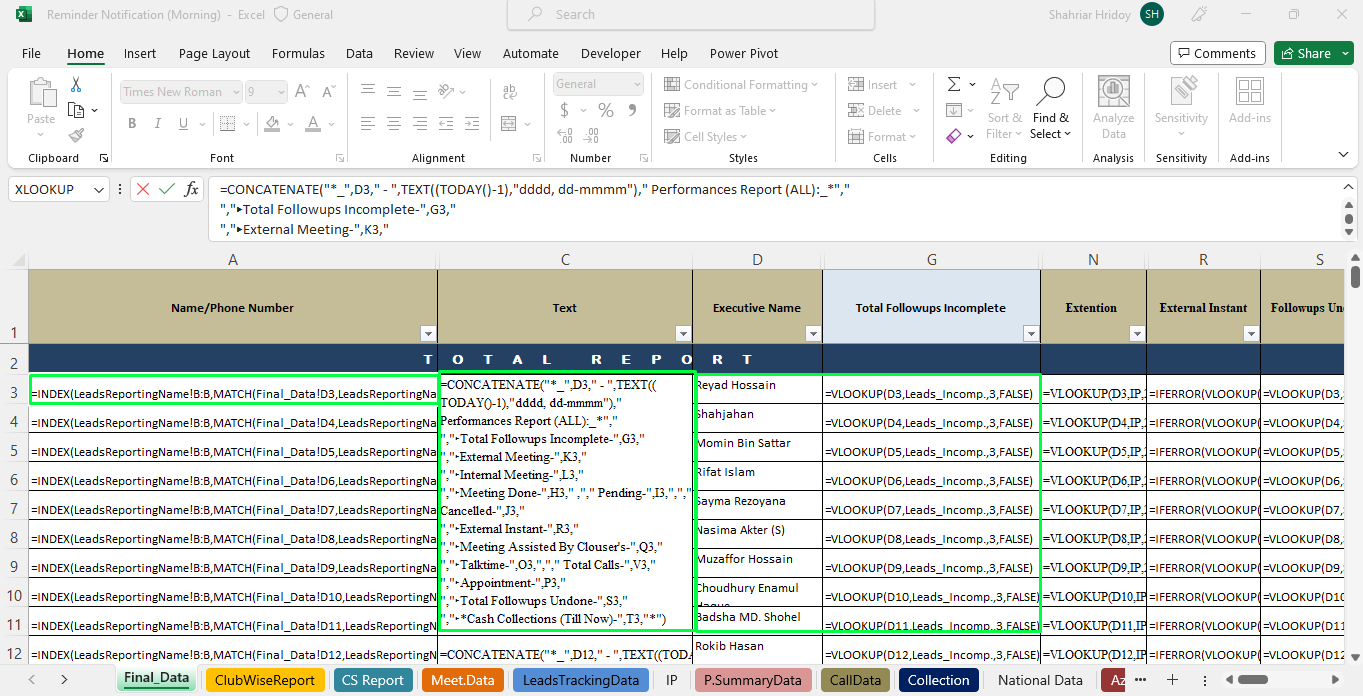 Reminder Notification (Morning) - Excel General Search Shahriar Hridoy SH
File Home Insert Page Layout Formulas Data Review View Automate Developer Help Power Pivot Comments Share
Paste Times New Roman 9 General Conditional Formatting Insert Sort & Find & Analyze Sensitivity Add-ins
Format as Table Delete Filter Select Data
Cell Styles Format
Clipboard Font Alignment Number Styles Cells Editing Analysis Sensitivity Add-ins
XLOOKUP fx =CONCATENATE("*_",D3," - ",TEXT((TODAY()-1),"dddd, dd-mmmm")," Performances Report (ALL):_*","
","‣Total Followups Incomplete-",G3,"
","‣External Meeting-",K3,"
A C D G N R S
1 Name/Phone Number Text Executive Name Total Followups Incomplete Extention External Instant Followups Un
2 T O T A L R E P O R T
3 =INDEX(LeadsReportingName!B:B,MATCH(Final_Data!D3,LeadsReportingNa Reyad Hossain =VLOOKUP(D3,Leads_Incomp.,3,FALSE) =VLOOKUP(D3,IP, =IFERROR(VLOOKUP( =VLOOKUP(D3,
=CONCATENATE("*_",D3," - ",TEXT((
TODAY()-1),"dddd, dd-mmmm"),"
Performances Report (ALL):_*","
","‣Total Followups Incomplete-",G3,"
","‣External Meeting-",K3,"
","‣Internal Meeting-",L3,"
","‣Meeting Done-",H3," ,"," Pending-",I3,",","
Cancelled-",J3,"
","‣External Instant-",R3,"
","‣Meeting Assisted By Clouser's-",Q3,"
","‣Talktime-",O3,",","," Total Calls-",V3,"
","‣Appointment-",P3,"
","‣Total Followups Undone-",S3,"
","‣*Cash Collections (Till Now)-",T3,"*")
4 =INDEX(LeadsReportingName!B:B,MATCH(Final_Data!D4,LeadsReportingNa Shahjahan =VLOOKUP(D4,Leads_Incomp.,3,FALSE) =VLOOKUP(D4,IP, =IFERROR(VLOOKUP( =VLOOKUP(D4,
5 =INDEX(LeadsReportingName!B:B,MATCH(Final_Data!D5,LeadsReportingNa Momin Bin Sattar =VLOOKUP(D5,Leads_Incomp.,3,FALSE) =VLOOKUP(D5,IP, =IFERROR(VLOOKUP( =VLOOKUP(D5,
6 =INDEX(LeadsReportingName!B:B,MATCH(Final_Data!D6,LeadsReportingNa Rifat Islam =VLOOKUP(D6,Leads_Incomp.,3,FALSE) =VLOOKUP(D6,IP, =IFERROR(VLOOKUP( =VLOOKUP(D6,
7 =INDEX(LeadsReportingName!B:B,MATCH(Final_Data!D7,LeadsReportingNa Sayma Rezoyana =VLOOKUP(D7,Leads_Incomp.,3,FALSE) =VLOOKUP(D7,IP, =IFERROR(VLOOKUP( =VLOOKUP(D7,
8 =INDEX(LeadsReportingName!B:B,MATCH(Final_Data!D8,LeadsReportingNa Nasima Akter (S) =VLOOKUP(D8,Leads_Incomp.,3,FALSE) =VLOOKUP(D8,IP, =IFERROR(VLOOKUP( =VLOOKUP(D8,
9 =INDEX(LeadsReportingName!B:B,MATCH(Final_Data!D9,LeadsReportingNa Muzaffor Hossain =VLOOKUP(D9,Leads_Incomp.,3,FALSE) =VLOOKUP(D9,IP, =IFERROR(VLOOKUP( =VLOOKUP(D9,
10 =INDEX(LeadsReportingName!B:B,MATCH(Final_Data!D10,LeadsReportingN Choudhury Enamul =VLOOKUP(D10,Leads_Incomp.,3,FALSE) =VLOOKUP(D10,IP =IFERROR(VLOOKUP( =VLOOKUP(D10
11 =INDEX(LeadsReportingName!B:B,MATCH(Final_Data!D11,LeadsReportingN Badsha MD. Shohel =VLOOKUP(D11,Leads_Incomp.,3,FALSE) =VLOOKUP(D11,IP =IFERROR(VLOOKUP( =VLOOKUP(D11
12 =INDEX(LeadsReportingName!B:B,MATCH(Final_Data!D12,LeadsReportingN =CONCATENATE("*_",D12," - ",TEXT((TODA Rokib Hasan =VLOOKUP(D12,Leads_Incomp.,3,FALSE) =VLOOKUP(D12,IP =IFERROR(VLOOKUP( =VLOOKUP(D12
Final_Data ClubWiseReport CS Report Meet.Data LeadsTrackingData IP P.SummaryData CallData Collection National Data Az